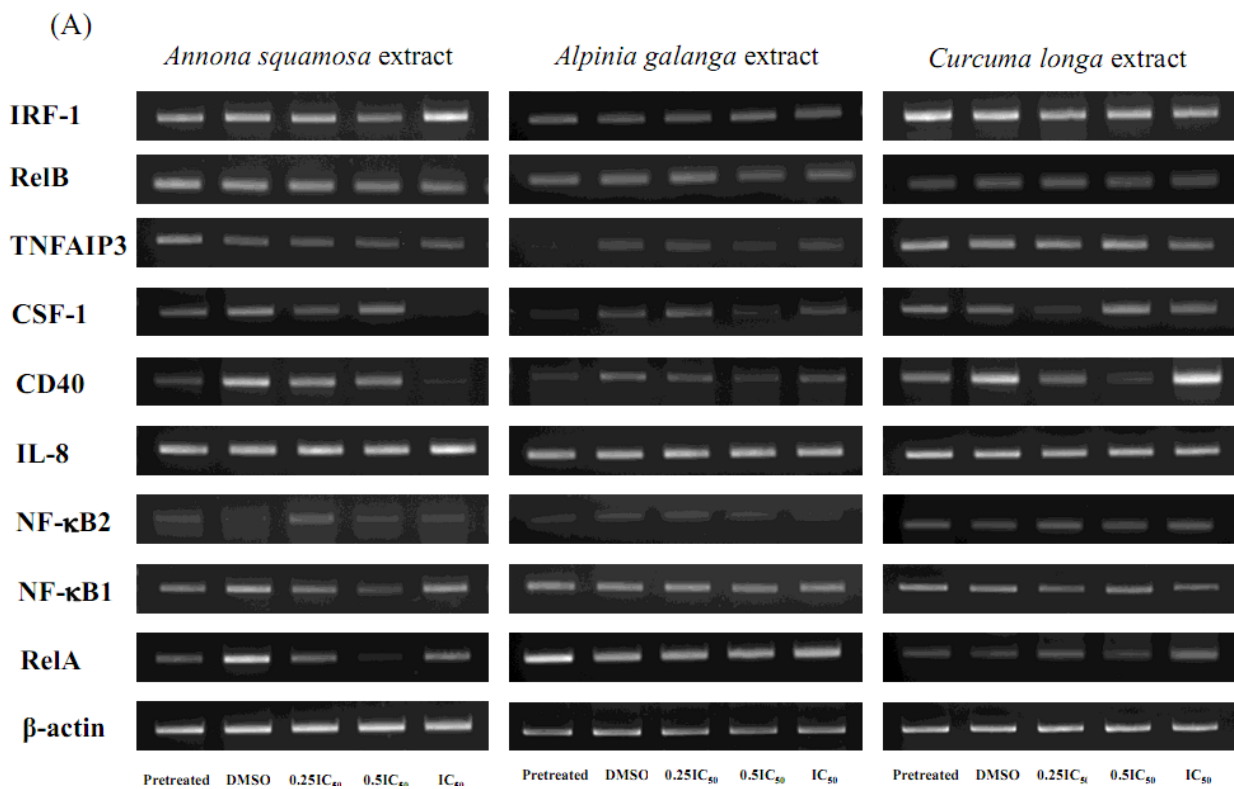 (A)
Annona squamosa extract Alpinia galanga extract Curcuma longa extract
IRF-1
RelB
TNFAIP3
CSF-1
CD40
IL-8
NF-κB2
NF-κB1
RelA
β-actin
Pretreated DMSO 0.25IC₅₀ 0.5IC₅₀ IC₅₀ Pretreated DMSO 0.25IC₅₀ 0.5IC₅₀ IC₅₀ Pretreated DMSO 0.25IC₅₀ 0.5IC₅₀ IC₅₀